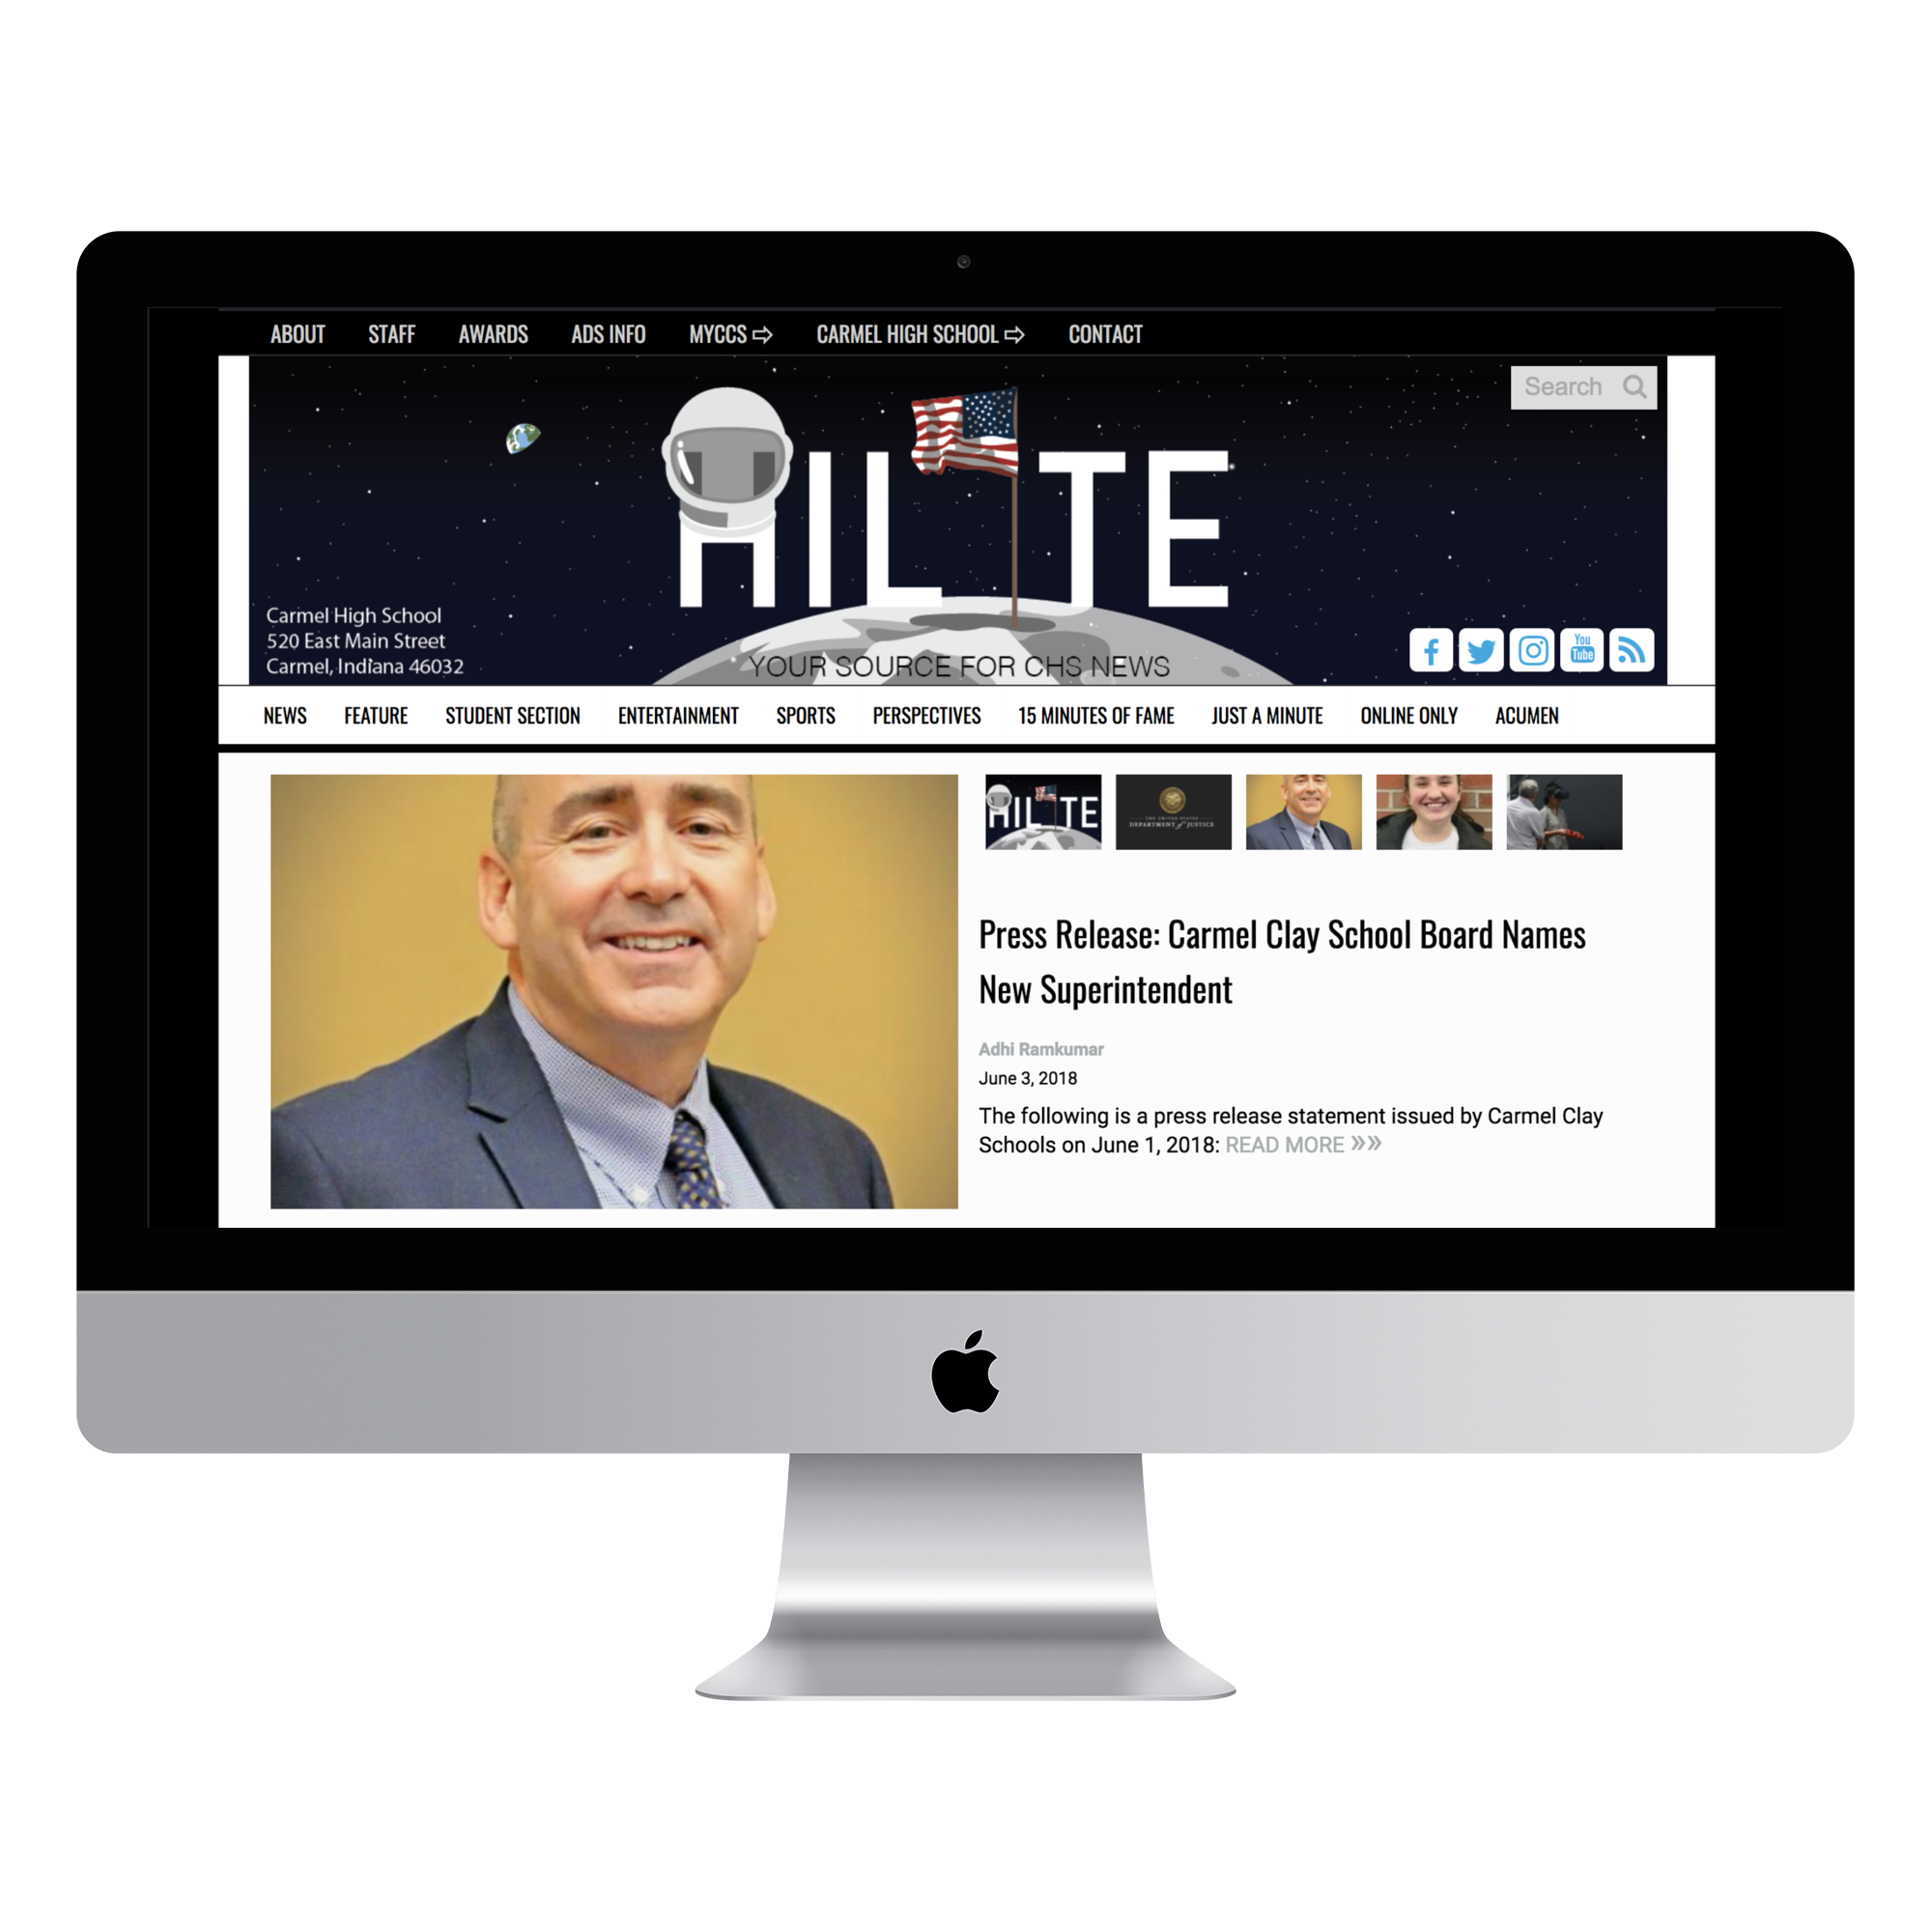 ABOUT STAFF AWARDS ADS INFO MYCCS ⇨ CARMEL HIGH SCHOOL ⇨ CONTACT
Search
HILITE
Carmel High School
520 East Main Street
Carmel, Indiana 46032
YOUR SOURCE FOR CHS NEWS
You
Tube
NEWS FEATURE STUDENT SECTION ENTERTAINMENT SPORTS PERSPECTIVES 15 MINUTES OF FAME JUST A MINUTE ONLINE ONLY ACUMEN
HILITE
THE UNITED STATES
DEPARTMENT of JUSTICE
Press Release: Carmel Clay School Board Names
New Superintendent
Adhi Ramkumar
June 3, 2018
The following is a press release statement issued by Carmel Clay
Schools on June 1, 2018: READ MORE »»